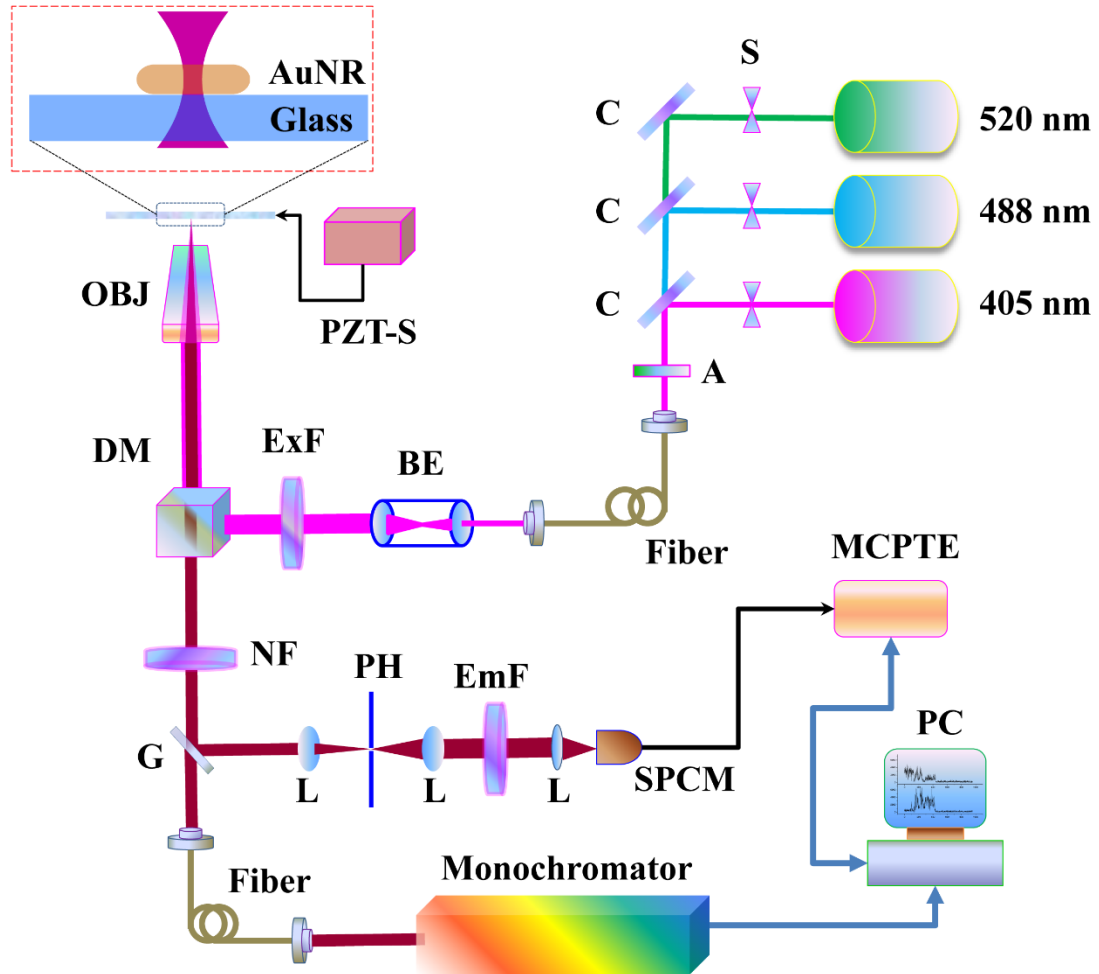 AuNR
Glass
S
C
520 nm
C
488 nm
OBJ
PZT-S
C
405 nm
A
DM
ExF
BE
Fiber
MCPTE
NF
PH
EmF
PC
G
L
L
L
SPCM
Fiber
Monochromator